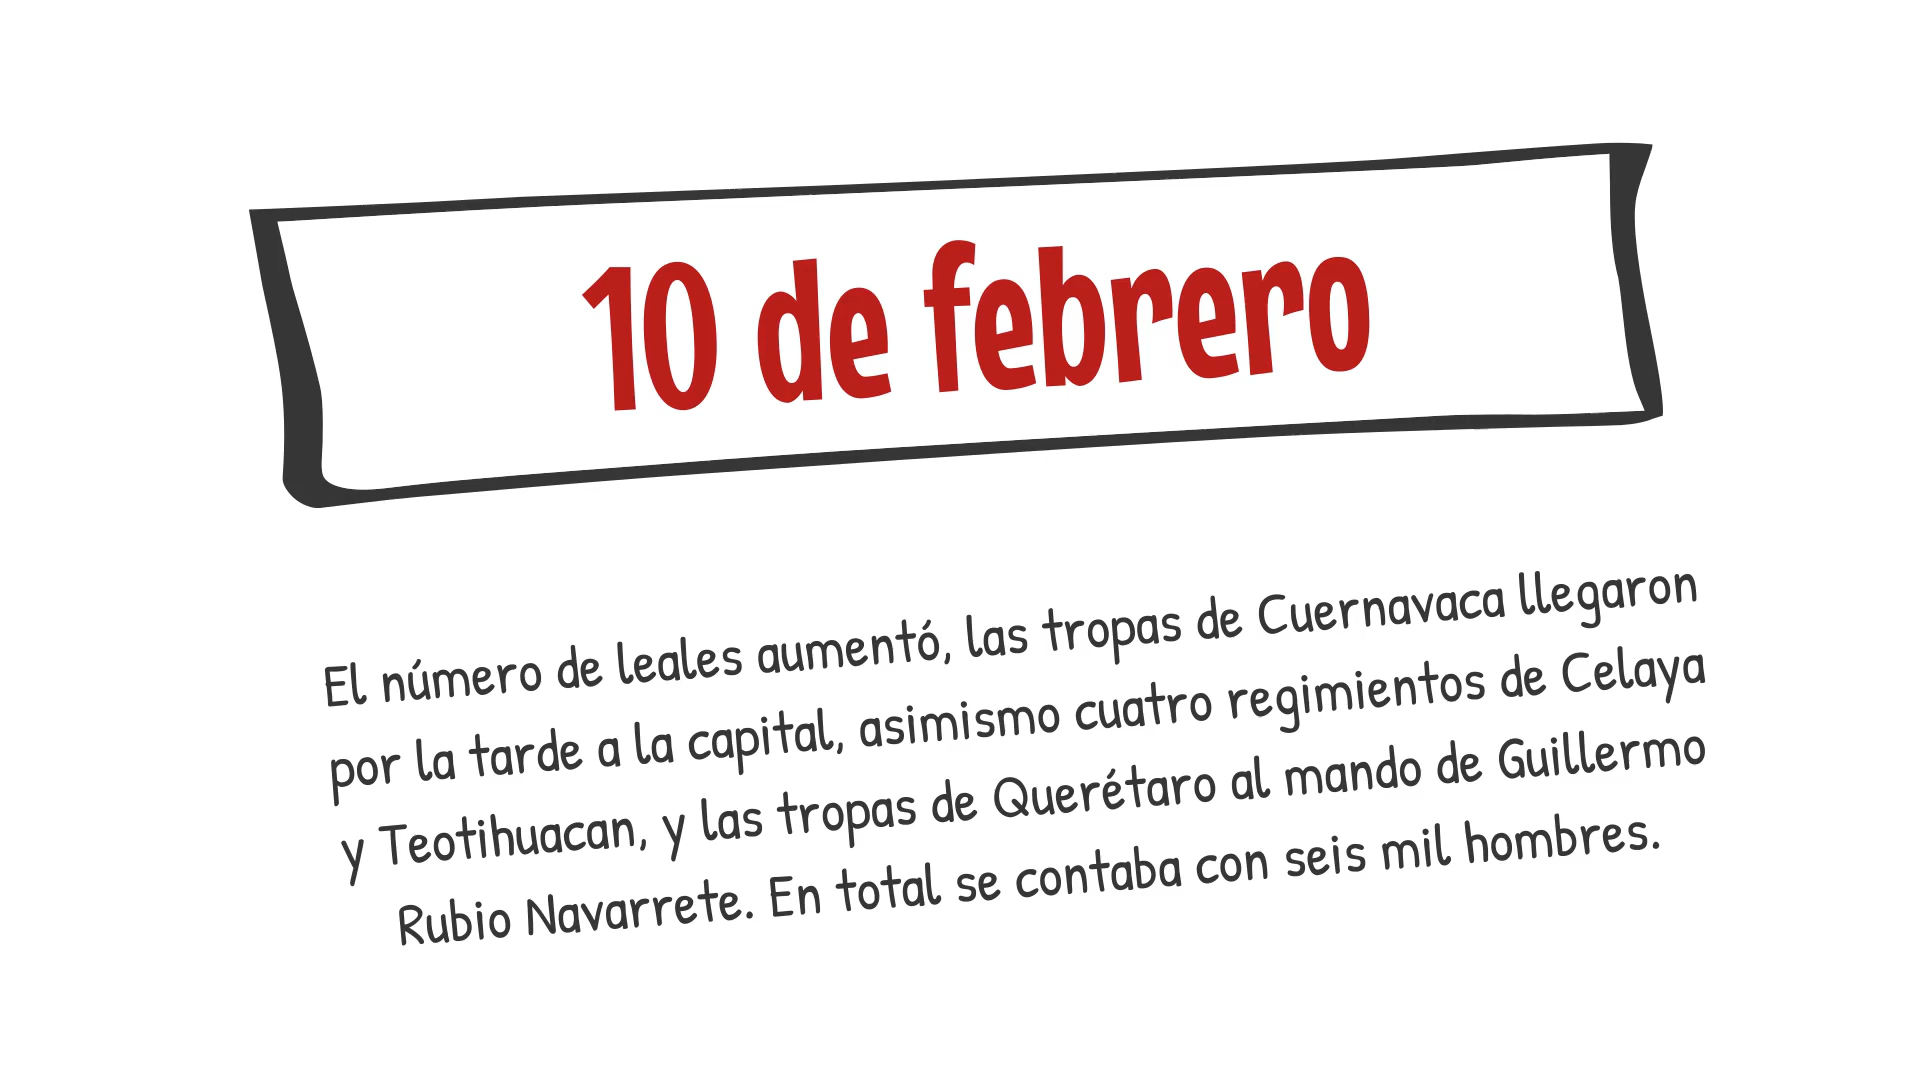 10 de febrero
El número de leales aumentó, las tropas de Cuernavaca llegaron
por la tarde a la capital, asimismo cuatro regimientos de Celaya
y Teotihuacan, y las tropas de Querétaro al mando de Guillermo
Rubio Navarrete. En total se contaba con seis mil hombres.